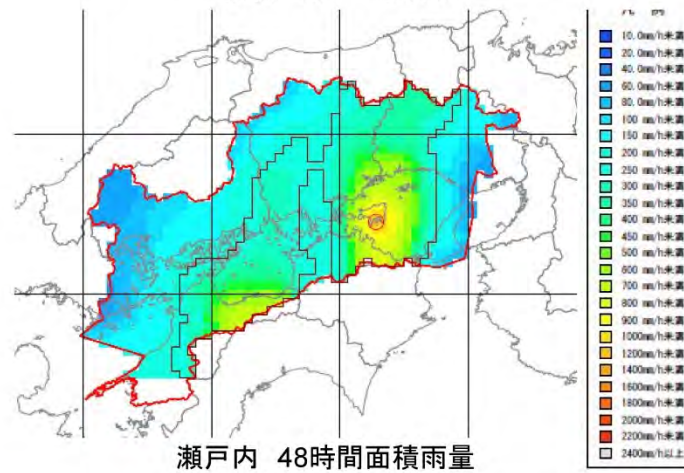 凡 例
10.0mm/h未満
20.0mm/h未満
40.0mm/h未満
60.0mm/h未満
80.0mm/h未満
100 mm/h未満
150 mm/h未満
200 mm/h未満
250 mm/h未満
300 mm/h未満
350 mm/h未満
400 mm/h未満
450 mm/h未満
500 mm/h未満
600 mm/h未満
700 mm/h未満
800 mm/h未満
900 mm/h未満
1000mm/h未満
1200mm/h未満
1400mm/h未満
1600mm/h未満
1800mm/h未満
2000mm/h未満
2200mm/h未満
2400mm/h以上
瀬戸内 48時間面積雨量